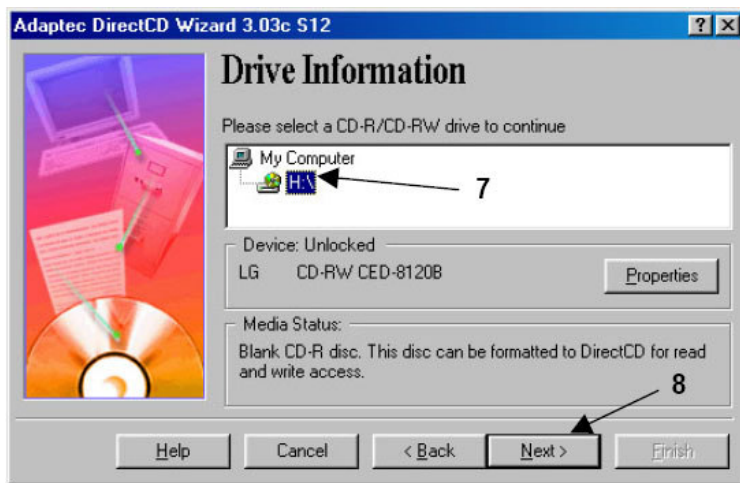 Adaptec DirectCD Wizard 3.03c S12
Drive Information
Please select a CD-R/CD-RW drive to continue
My Computer
H:\
7
Device: Unlocked
LG CD-RW CED-8120B
Properties
Media Status:
Blank CD-R disc. This disc can be formatted to DirectCD for read
and write access.
8
Help Cancel < Back Next > Finish